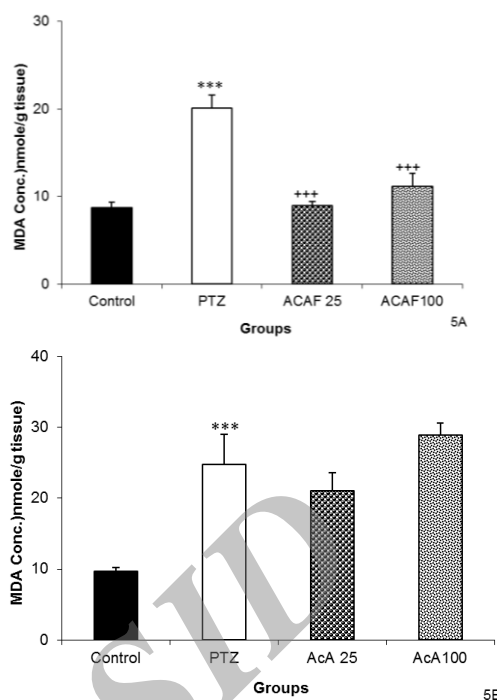 30
20
10
0
MDA Conc.)nmole/g tissue)
***
+++
+++
Control PTZ ACAF 25 ACAF100
Groups
5A
40
30
20
10
0
MDA Conc.)nmole/g tissue)
***
Control PTZ AcA 25 AcA100
Groups
5B
SID